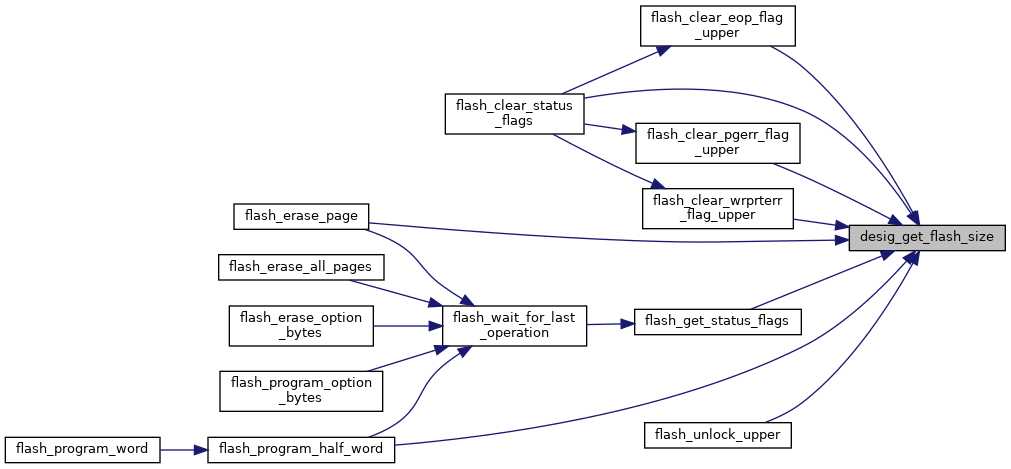 flash_clear_eop_flag
_upper
flash_clear_status
_flags
flash_clear_pgerr_flag
_upper
flash_clear_wrprterr
_flag_upper
flash_erase_page
desig_get_flash_size
flash_erase_all_pages
flash_erase_option
_bytes
flash_wait_for_last
_operation
flash_get_status_flags
flash_program_option
_bytes
flash_unlock_upper
flash_program_word
flash_program_half_word